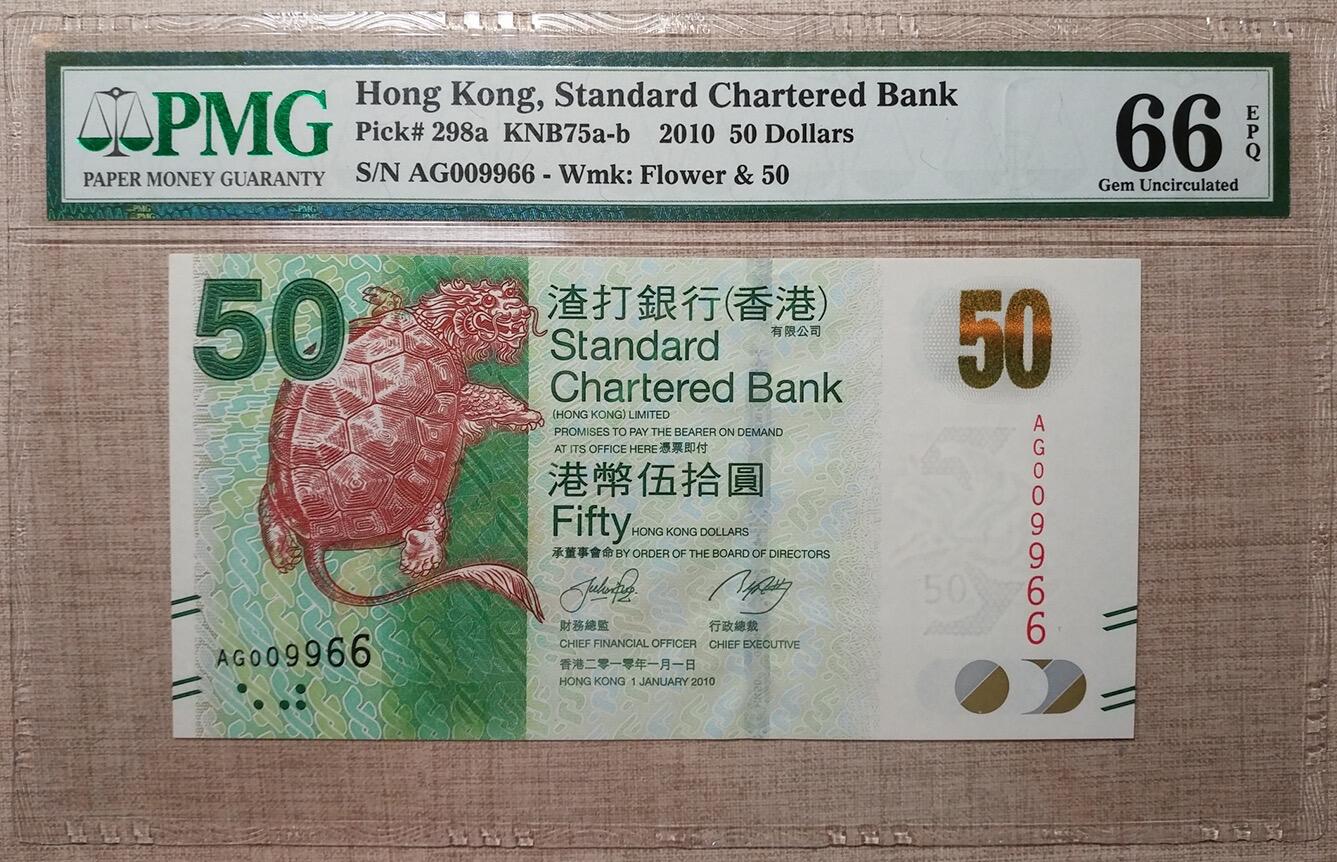 PMG
PAPER MONEY GUARANTY
Hong Kong, Standard Chartered Bank
Pick# 298a KNB75a-b 2010 50 Dollars
S/N AG009966 - Wmk: Flower & 50
66
EPQ
Gem Uncirculated
50
渣打銀行(香港)
有限公司
Standard
Chartered Bank
(HONG KONG) LIMITED
PROMISES TO PAY THE BEARER ON DEMAND
AT ITS OFFICE HERE 憑票即付
港幣伍拾圓
Fifty HONG KONG DOLLARS
承董事會命 BY ORDER OF THE BOARD OF DIRECTORS
財務總監 行政總裁
CHIEF FINANCIAL OFFICER CHIEF EXECUTIVE
香港二零一零年一月一日
HONG KONG 1 JANUARY 2010
AG009966
50
AG009966
50